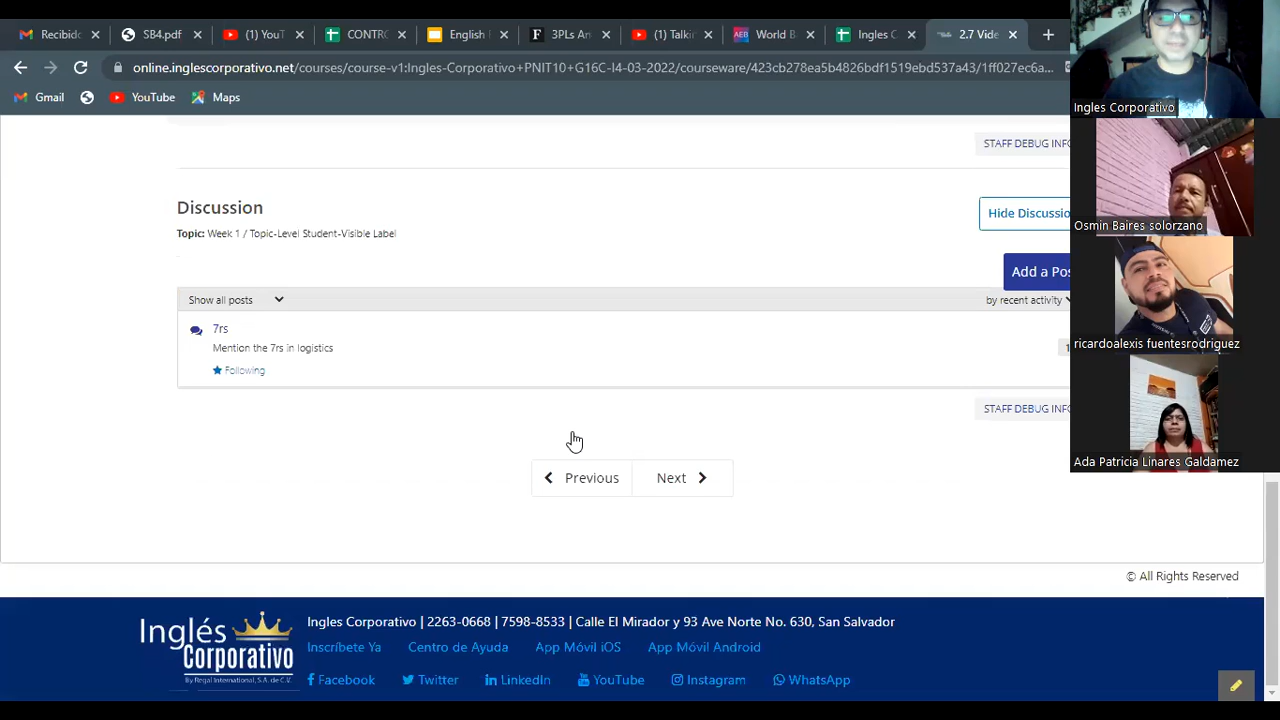 Recibido
SB4.pdf
(1) YouT
CONTRO
English
3PLs An
(1) Talki
World B
Ingles C
2.7 Vide
online.inglescorporativo.net/courses/course-v1:Ingles-Corporativo+PNIT10+G16C-I4-03-2022/courseware/423cb278ea5b4826bdf1519ebd537a43/1ff027ec6a...
Gmail
YouTube
Maps
Ingles Corporativo
STAFF DEBUG INFO
Discussion
Hide Discussio
Topic: Week 1 / Topic-Level Student-Visible Label
Osmin Baires solorzano
Add a Pos
Show all posts
by recent activity
7rs
Mention the 7rs in logistics
1
Following
ricardoalexis fuentesrodriguez
STAFF DEBUG INFO
Ada Patricia Linares Galdamez
Previous
Next
© All Rights Reserved
Inglés Corporativo
By Regal International, S.A. de C.V.
Ingles Corporativo | 2263-0668 | 7598-8533 | Calle El Mirador y 93 Ave Norte No. 630, San Salvador
Inscríbete Ya
Centro de Ayuda
App Móvil iOS
App Móvil Android
Facebook
Twitter
LinkedIn
YouTube
Instagram
WhatsApp